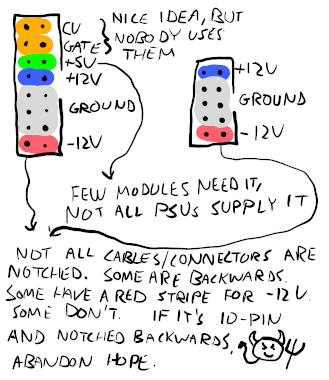 CV
GATE
NICE IDEA, BUT
NOBODY USES
THEM
+5V
+12V
GROUND
-12V
+12V
GROUND
-12V
FEW MODULES NEED IT,
NOT ALL PSUs SUPPLY IT
NOT ALL CABLES/CONNECTORS ARE
NOTCHED. SOME ARE BACKWARDS.
SOME HAVE A RED STRIPE FOR -12V.
SOME DON'T. IF IT'S 10-PIN
AND NOTCHED BACKWARDS,
ABANDON HOPE.